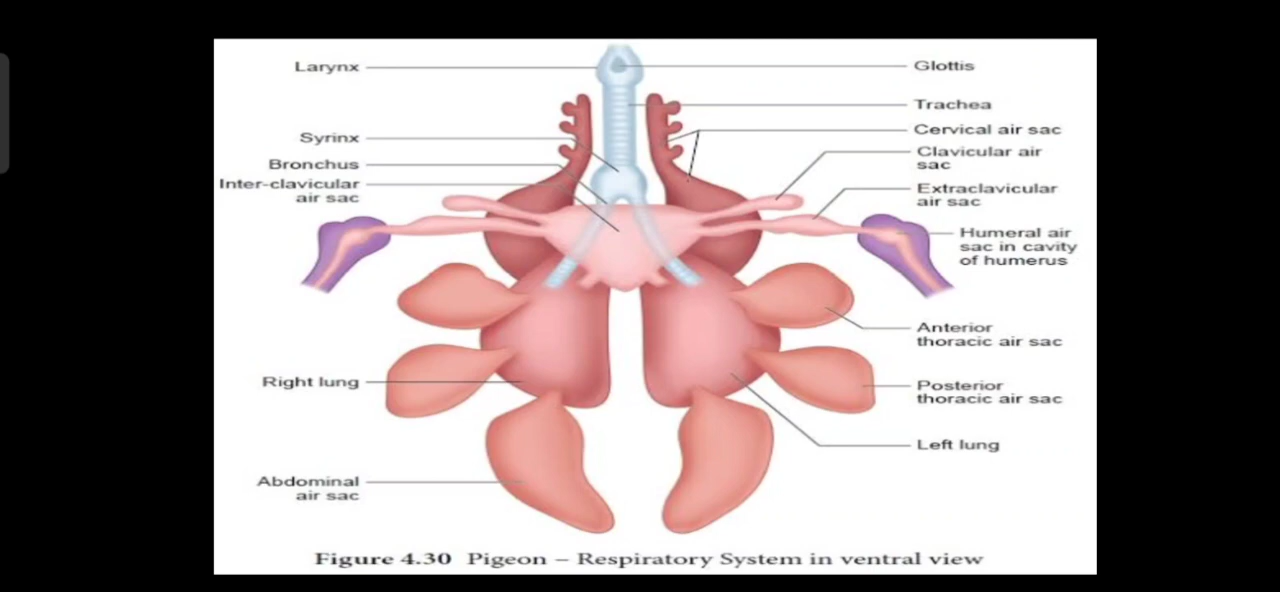 Larynx
Glottis
Trachea
Cervical air sac
Syrinx
Clavicular air
sac
Bronchus
Inter-clavicular
air sac
Extraclavicular
air sac
Humeral air
sac in cavity
of humerus
Anterior
thoracic air sac
Right lung
Posterior
thoracic air sac
Left lung
Abdominal
air sac
Figure 4.30 Pigeon – Respiratory System in ventral view